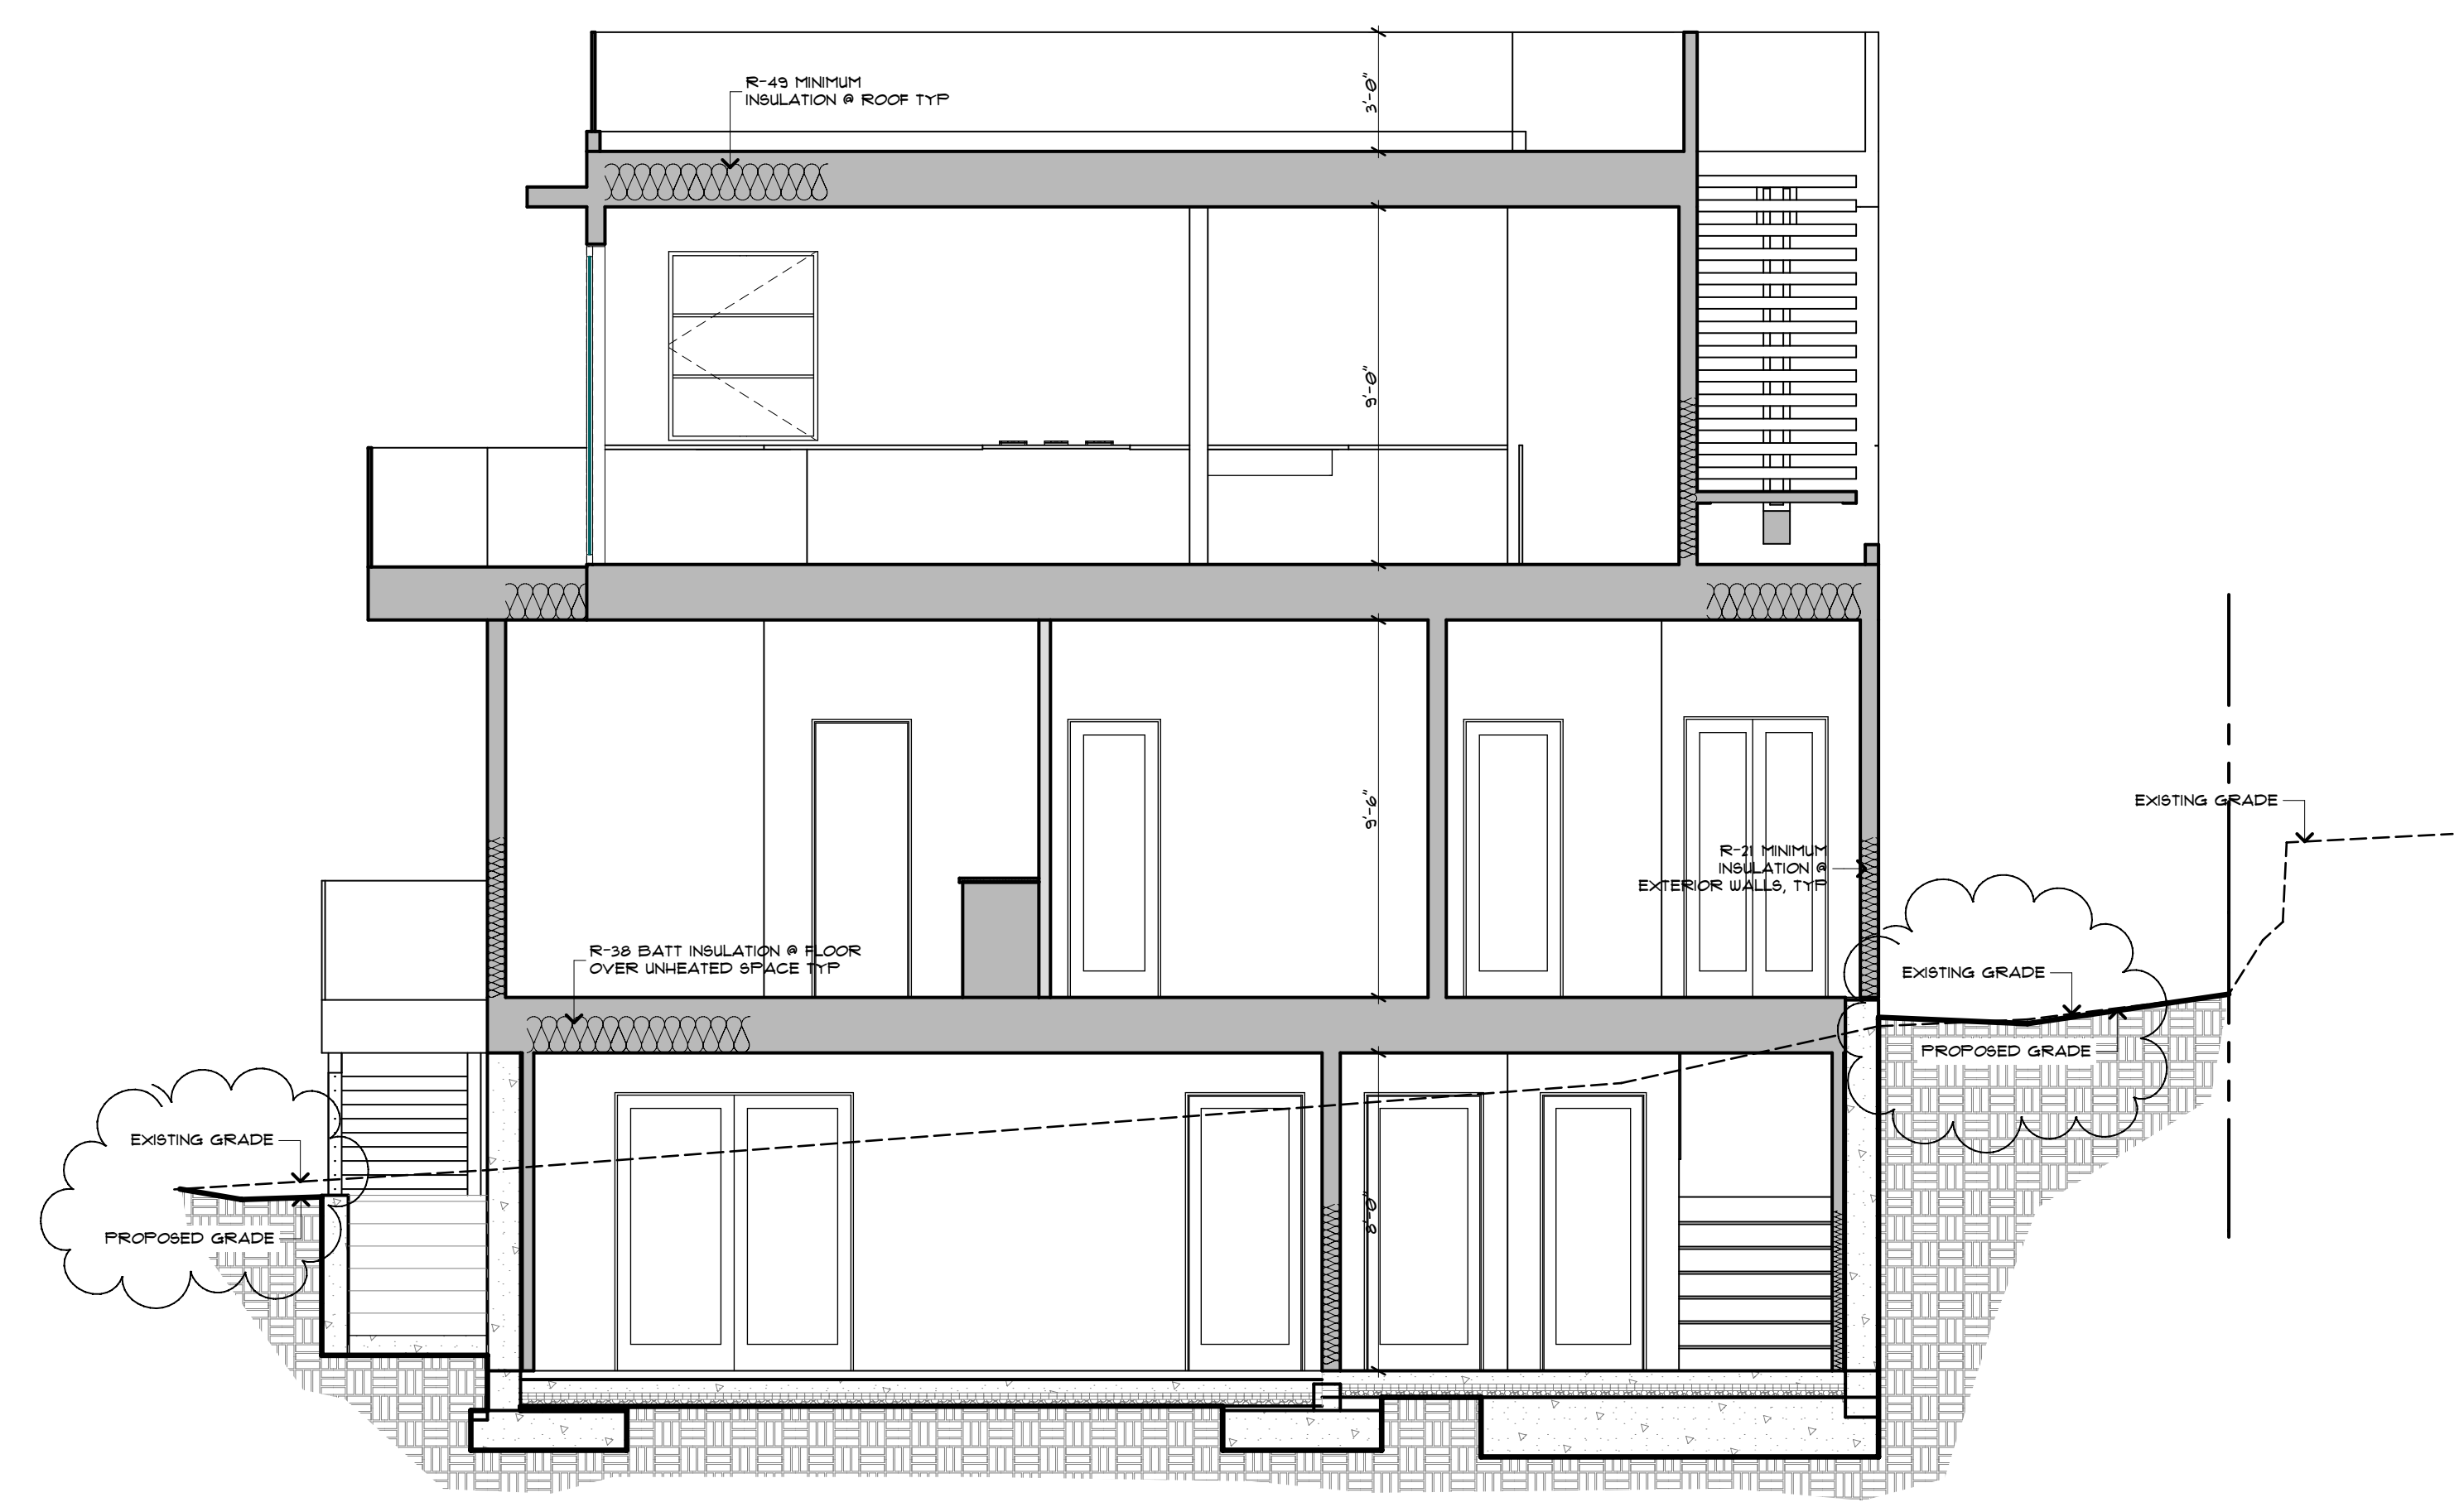 R-49 MINIMUM
INSULATION @ ROOF TYP
3'-0"
9'-0"
9'-6"
EXISTING GRADE
R-21 MINIMUM
INSULATION @
EXTERIOR WALLS, TYP
R-38 BATT INSULATION @ FLOOR
OVER UNHEATED SPACE TYP
EXISTING GRADE
PROPOSED GRADE
EXISTING GRADE
PROPOSED GRADE
8'-0"